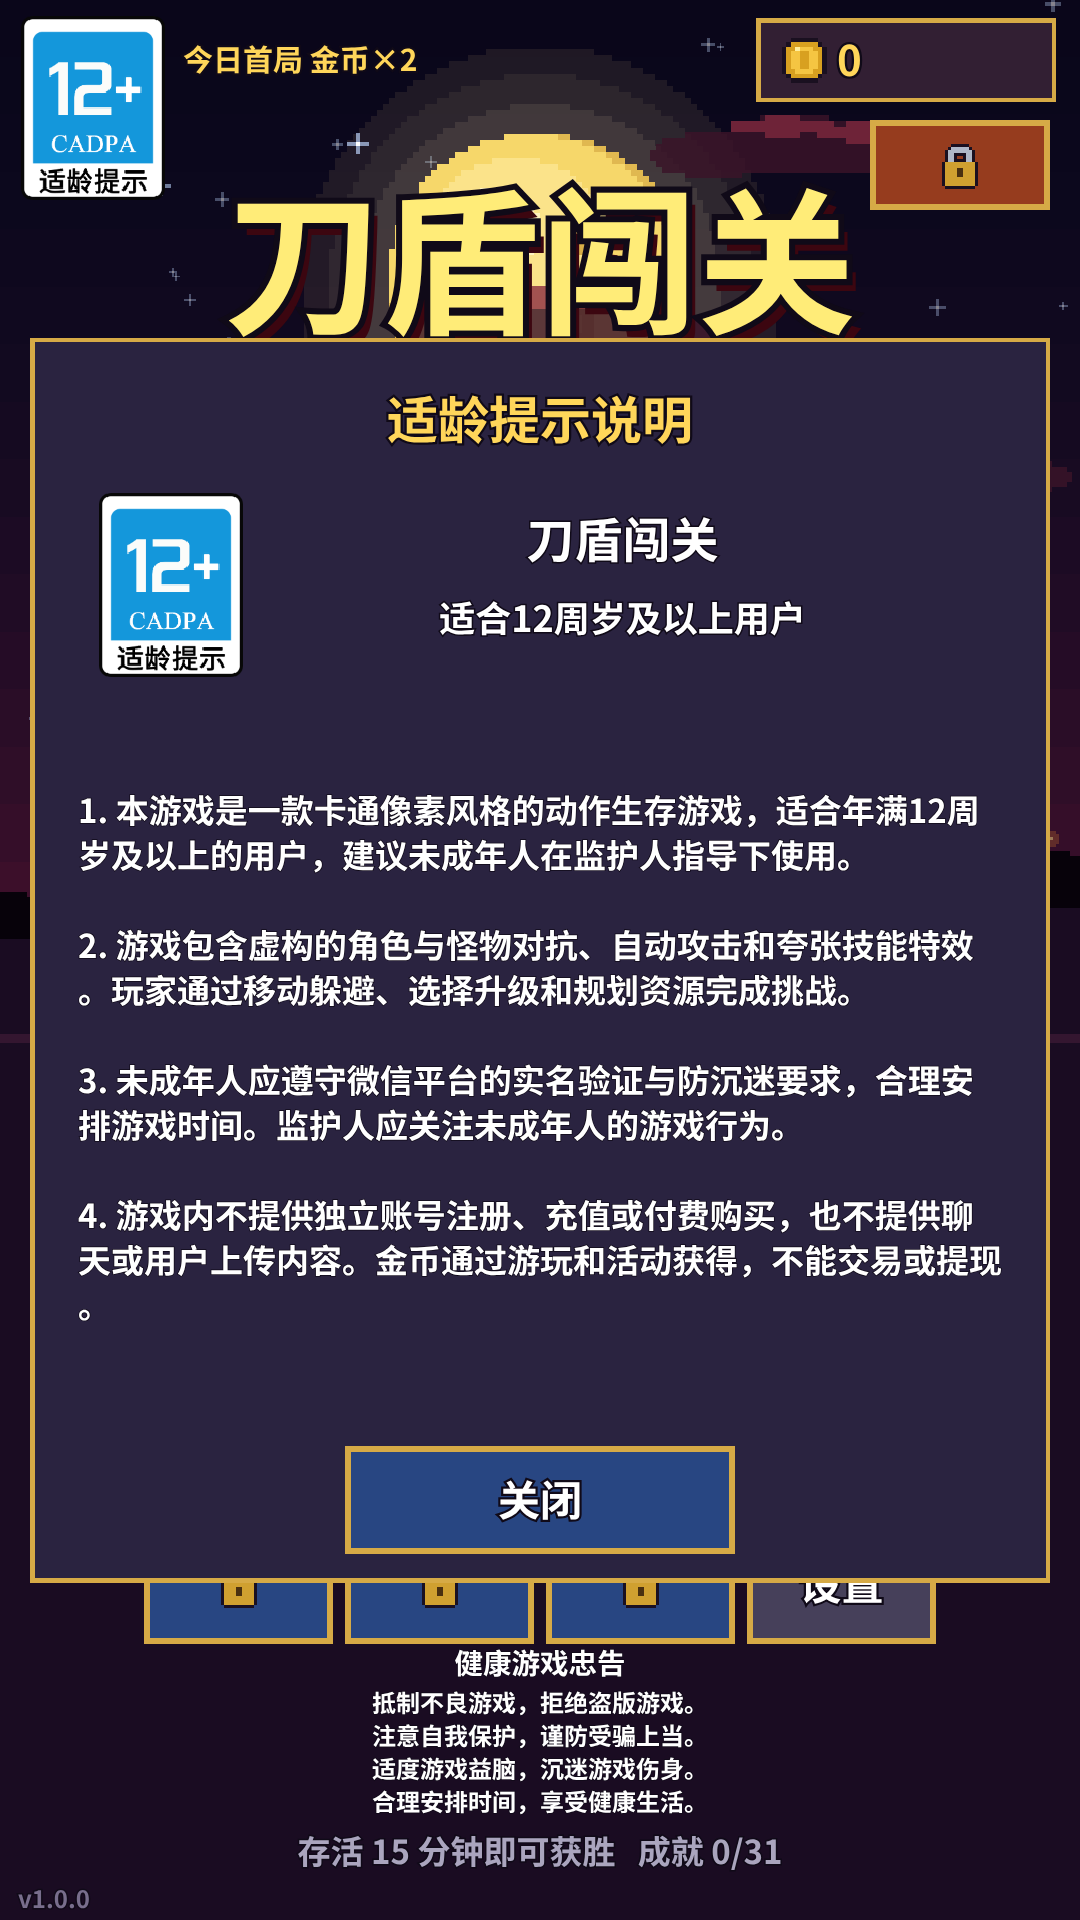 12+
CADPA
适龄提示
今日首局 金币×2
0
刀盾闯关
适龄提示说明
12+
CADPA
适龄提示
刀盾闯关
适合12周岁及以上用户
1. 本游戏是一款卡通像素风格的动作生存游戏，适合年满12周
岁及以上的用户，建议未成年人在监护人指导下使用。
2. 游戏包含虚构的角色与怪物对抗、自动攻击和夸张技能特效
。玩家通过移动躲避、选择升级和规划资源完成挑战。
3. 未成年人应遵守微信平台的实名验证与防沉迷要求，合理安
排游戏时间。监护人应关注未成年人的游戏行为。
4. 游戏内不提供独立账号注册、充值或付费购买，也不提供聊
天或用户上传内容。金币通过游玩和活动获得，不能交易或提现
。
关闭
设置
健康游戏忠告
抵制不良游戏，拒绝盗版游戏。
注意自我保护，谨防受骗上当。
适度游戏益脑，沉迷游戏伤身。
合理安排时间，享受健康生活。
存活 15 分钟即可获胜 成就 0/31
v1.0.0